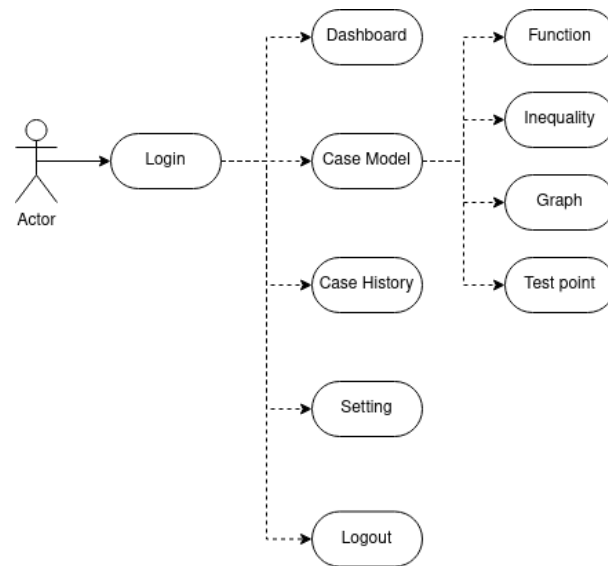 Dashboard
Function
Inequality
Login
Case Model
Graph
Actor
Case History
Test point
Setting
Logout